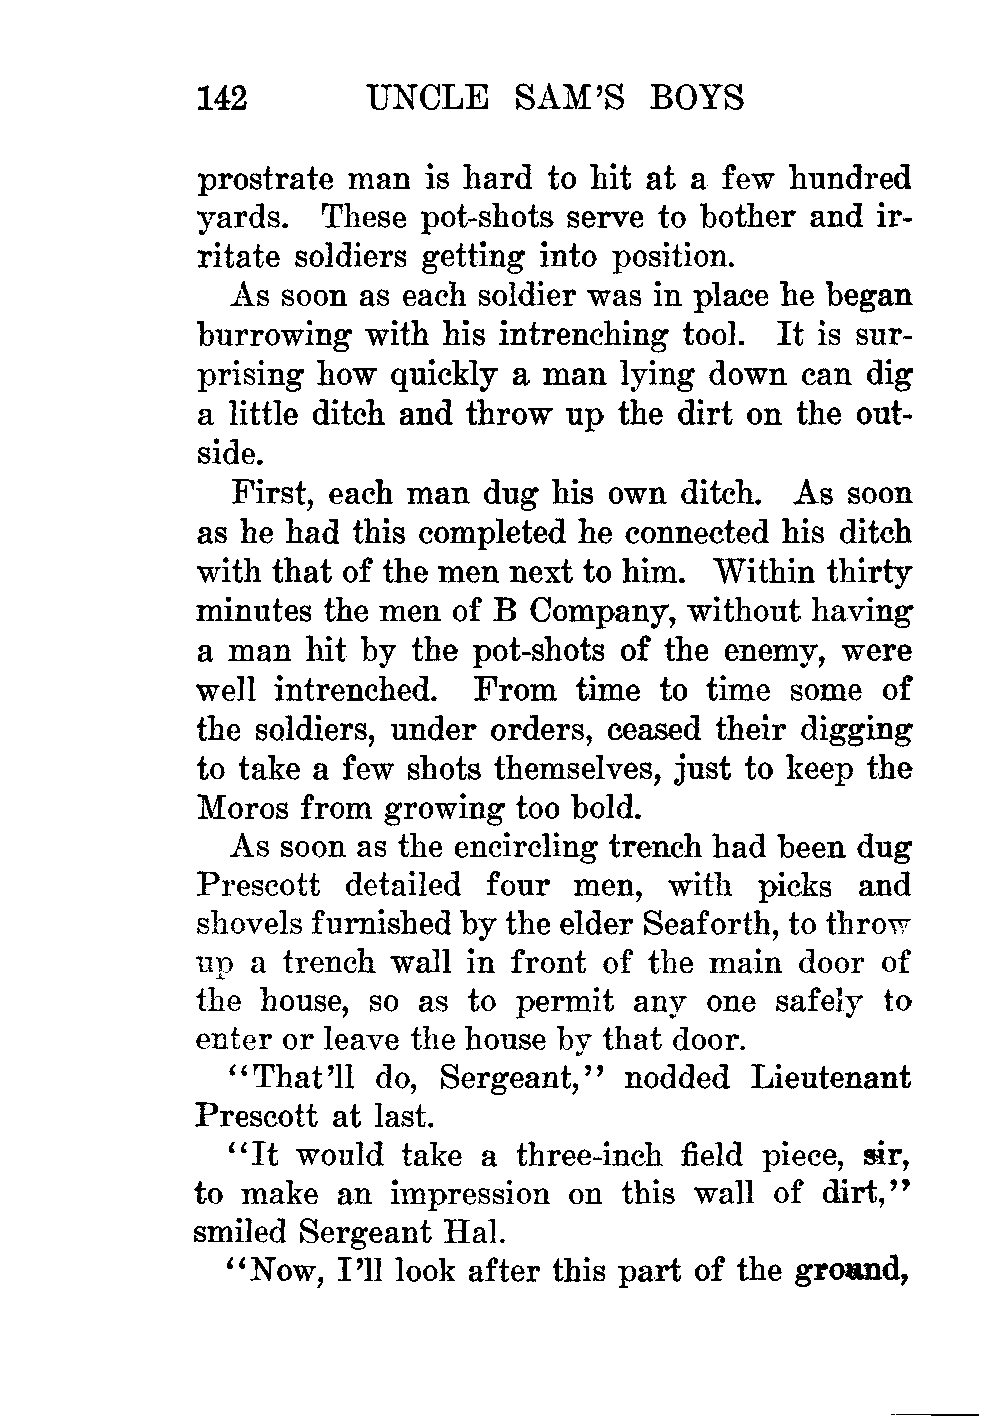 142 UNCLE SAM'S BOYS
prostrate man is hard to hit at a few hundred
yards. These pot-shots serve to bother and ir-
ritate soldiers getting into position.
As soon as each soldier was in place he began
burrowing with his intrenching tool. It is sur-
prising how quickly a man lying down can dig
a little ditch and throw up the dirt on the out-
side.
First, each man dug his own ditch. As soon
as he had this completed he connected his ditch
with that of the men next to him. Within thirty
minutes the men of B Company, without having
a man hit by the pot-shots of the enemy, were
well intrenched. From time to time some of
the soldiers, under orders, ceased their digging
to take a few shots themselves, just to keep the
Moros from growing too bold.
As soon as the encircling trench had been dug
Prescott detailed four men, with picks and
shovels furnished by the elder Seaforth, to throw
up a trench wall in front of the main door of
the house, so as to permit any one safely to
enter or leave the house by that door.
“That’ll do, Sergeant,” nodded Lieutenant
Prescott at last.
“It would take a three-inch field piece, sir,
to make an impression on this wall of dirt,”
smiled Sergeant Hal.
“Now, I’ll look after this part of the ground,